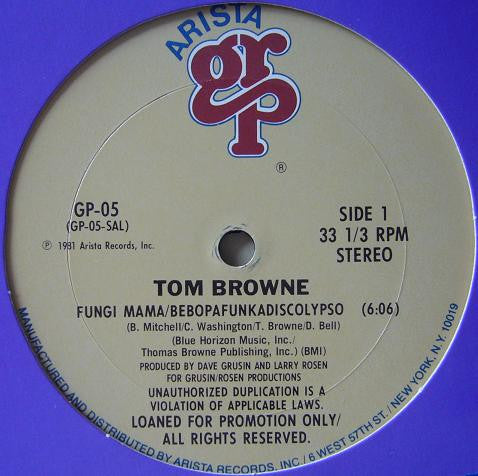 ARISTA
grp
®
GP-05
(GP-05-SAL)
℗ 1981 Arista Records, Inc.
SIDE 1
33 1/3 RPM
STEREO
TOM BROWNE
FUNGI MAMA/BEBOPAFUNKADISCOLYPSO (6:06)
(B. Mitchell/C. Washington/T. Browne/D. Bell)
(Blue Horizon Music, Inc./
Thomas Browne Publishing, Inc.) (BMI)
PRODUCED BY DAVE GRUSIN AND LARRY ROSEN
FOR GRUSIN/ROSEN PRODUCTIONS
UNAUTHORIZED DUPLICATION IS A
VIOLATION OF APPLICABLE LAWS.
LOANED FOR PROMOTION ONLY/
ALL RIGHTS RESERVED.
MANUFACTURED AND DISTRIBUTED BY ARISTA RECORDS, INC./6 WEST 57TH ST./NEW YORK, N.Y. 10019